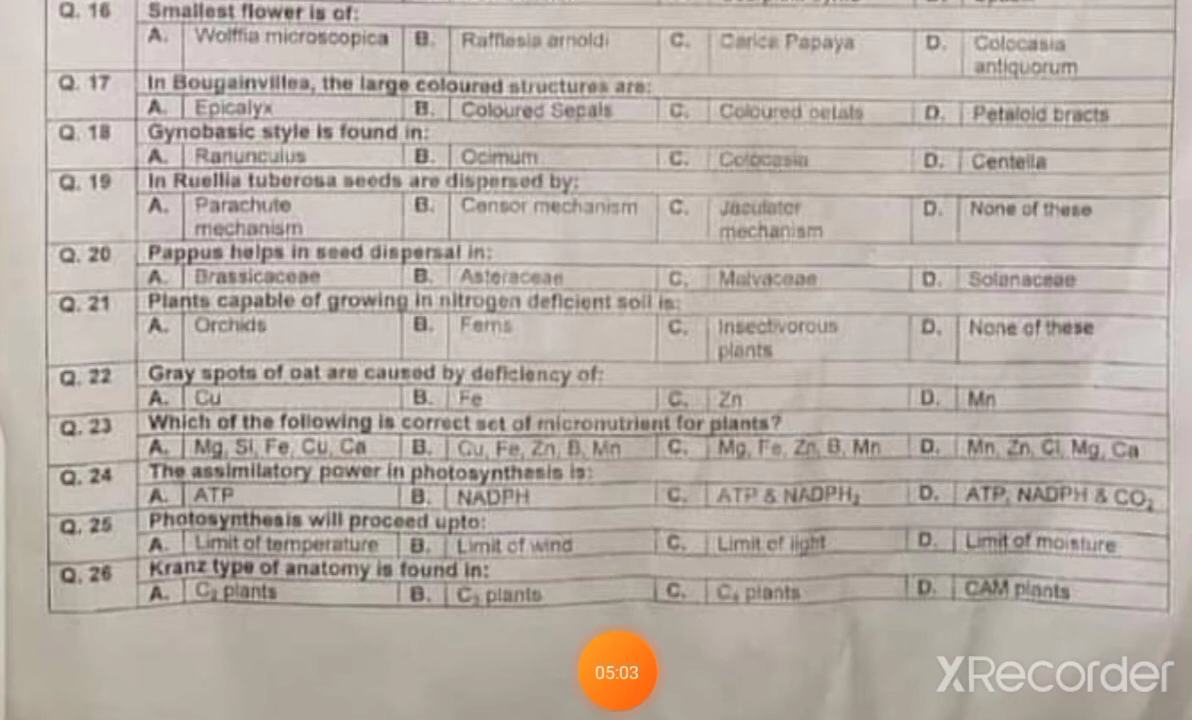 Q. 16 Smallest flower is of:
A. Wolffia microscopica B. Rafflesia arnoldi C. Carica Papaya D. Colocasia
antiquorum
Q. 17 In Bougainvillea, the large coloured structures are:
A. Epicalyx B. Coloured Sepals C. Coloured petals D. Petaloid bracts
Q. 18 Gynobasic style is found in:
A. Ranunculus B. Ocimum C. Colocasia D. Centella
Q. 19 In Ruellia tuberosa seeds are dispersed by:
A. Parachute B. Censor mechanism C. Jaculator D. None of these
mechanism mechanism
Q. 20 Pappus helps in seed dispersal in:
A. Brassicaceae B. Asteraceae C. Malvaceae D. Solanaceae
Q. 21 Plants capable of growing in nitrogen deficient soil is:
A. Orchids B. Ferns C. Insectivorous D. None of these
plants
Q. 22 Gray spots of oat are caused by deficiency of:
A. Cu B. Fe C. Zn D. Mn
Q. 23 Which of the following is correct set of micronutrient for plants?
A. Mg, Si, Fe, Cu, Ca B. Cu, Fe, Zn, B, Mn C. Mg, Fe, Zn, B, Mn D. Mn, Zn, Cl, Mg, Ca
Q. 24 The assimilatory power in photosynthesis is:
A. ATP B. NADPH C. ATP & NADPH₂ D. ATP, NADPH & CO₂
Q. 25 Photosynthesis will proceed upto:
A. Limit of temperature B. Limit of wind C. Limit of light D. Limit of moisture
Q. 26 Kranz type of anatomy is found in:
A. C₂ plants B. C₃ plants C. C₄ plants D. CAM plants
05:03
XRecorder